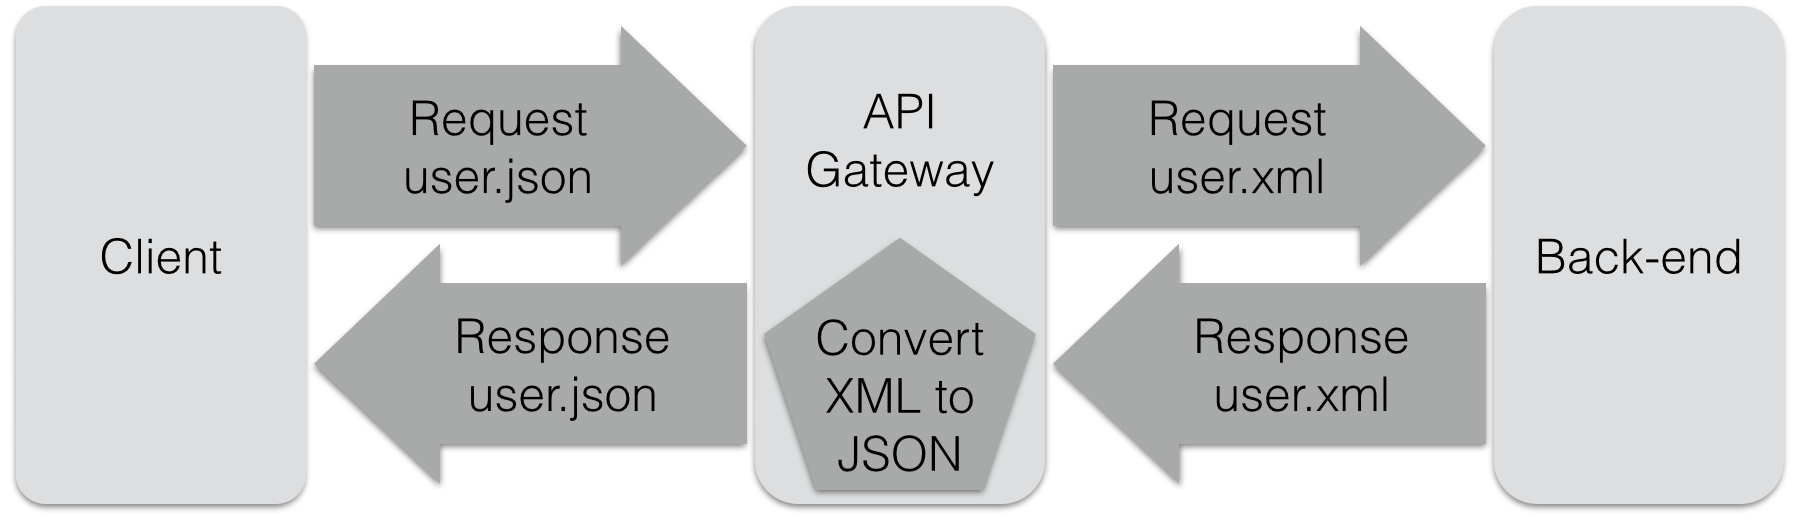 Client
Request
user.json
Response
user.json
API
Gateway
Convert
XML to
JSON
Request
user.xml
Response
user.xml
Back-end